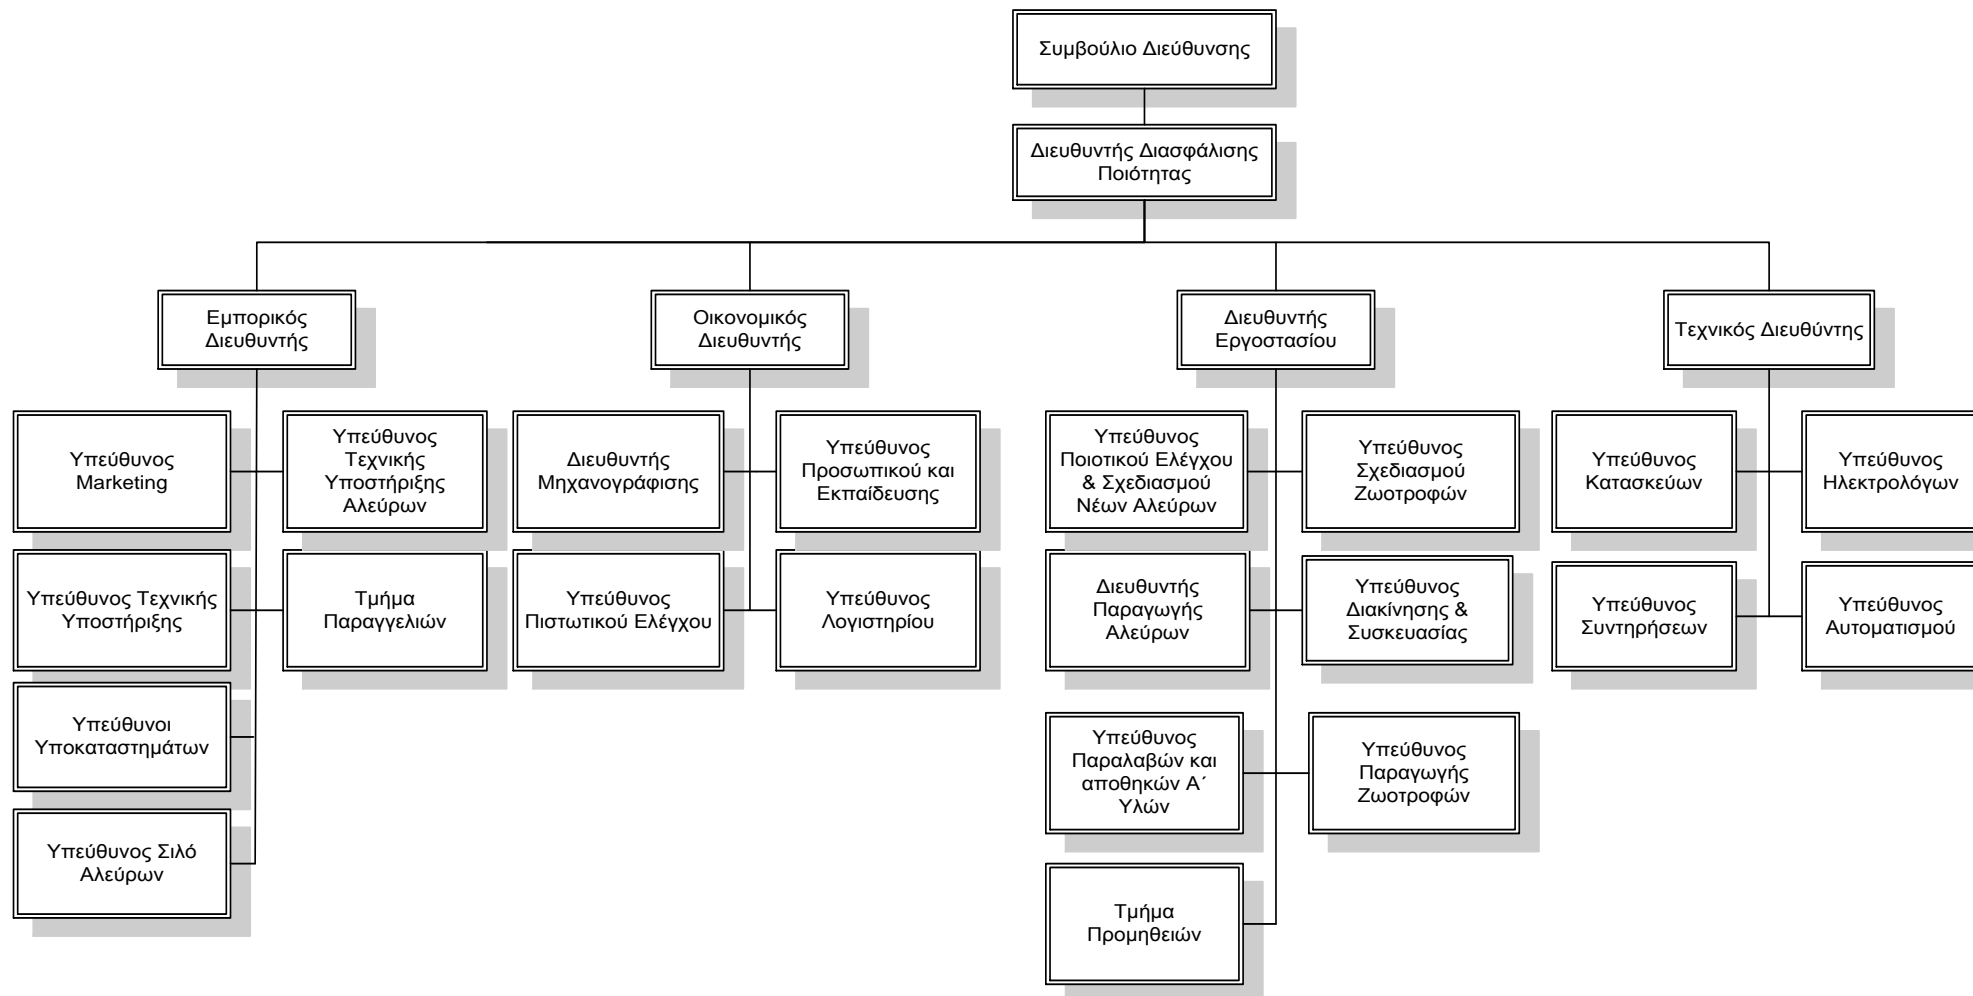 Συμβούλιο Διεύθυνσης
Διευθυντής Διασφάλισης
Ποιότητας
Εμπορικός
Διευθυντής
Οικονομικός
Διευθυντής
Διευθυντής
Εργοστασίου
Τεχνικός Διευθύντης
Υπεύθυνος
Marketing
Υπεύθυνος
Τεχνικής
Υποστήριξης
Αλεύρων
Διευθυντής
Μηχανογράφισης
Υπεύθυνος
Προσωπικού και
Εκπαίδευσης
Υπεύθυνος
Ποιοτικού Ελέγχου
& Σχεδιασμού
Νέων Αλεύρων
Υπεύθυνος
Σχεδιασμού
Ζωοτροφών
Υπεύθυνος
Κατασκεύων
Υπεύθυνος
Ηλεκτρολόγων
Υπεύθυνος Τεχνικής
Υποστήριξης
Τμήμα
Παραγγελιών
Υπεύθυνος
Πιστωτικού Ελέγχου
Υπεύθυνος
Λογιστηρίου
Διευθυντής
Παραγωγής
Αλεύρων
Υπεύθυνος
Διακίνησης &
Συσκευασίας
Υπεύθυνος
Συντηρήσεων
Υπεύθυνος
Αυτοματισμού
Υπεύθυνοι
Υποκαταστημάτων
Υπεύθυνος
Παραλαβών και
αποθηκών Α΄
Υλών
Υπεύθυνος
Παραγωγής
Ζωοτροφών
Υπεύθυνος Σιλό
Αλεύρων
Τμήμα
Προμηθειών